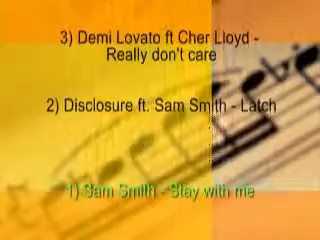 3) Demi Lovato ft Cher Lloyd -
Really don't care
2) Disclosure ft. Sam Smith - Latch
1) Sam Smith - Stay with me